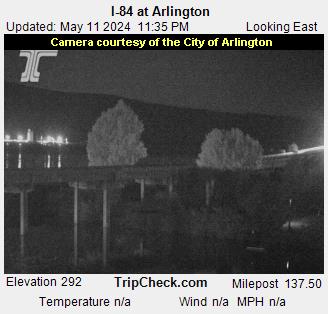 I-84 at Arlington
Updated: May 11 2024 11:35 PM Looking East
Camera courtesy of the City of Arlington
Elevation 292 TripCheck.com Milepost 137.50
Temperature n/a Wind n/a MPH n/a